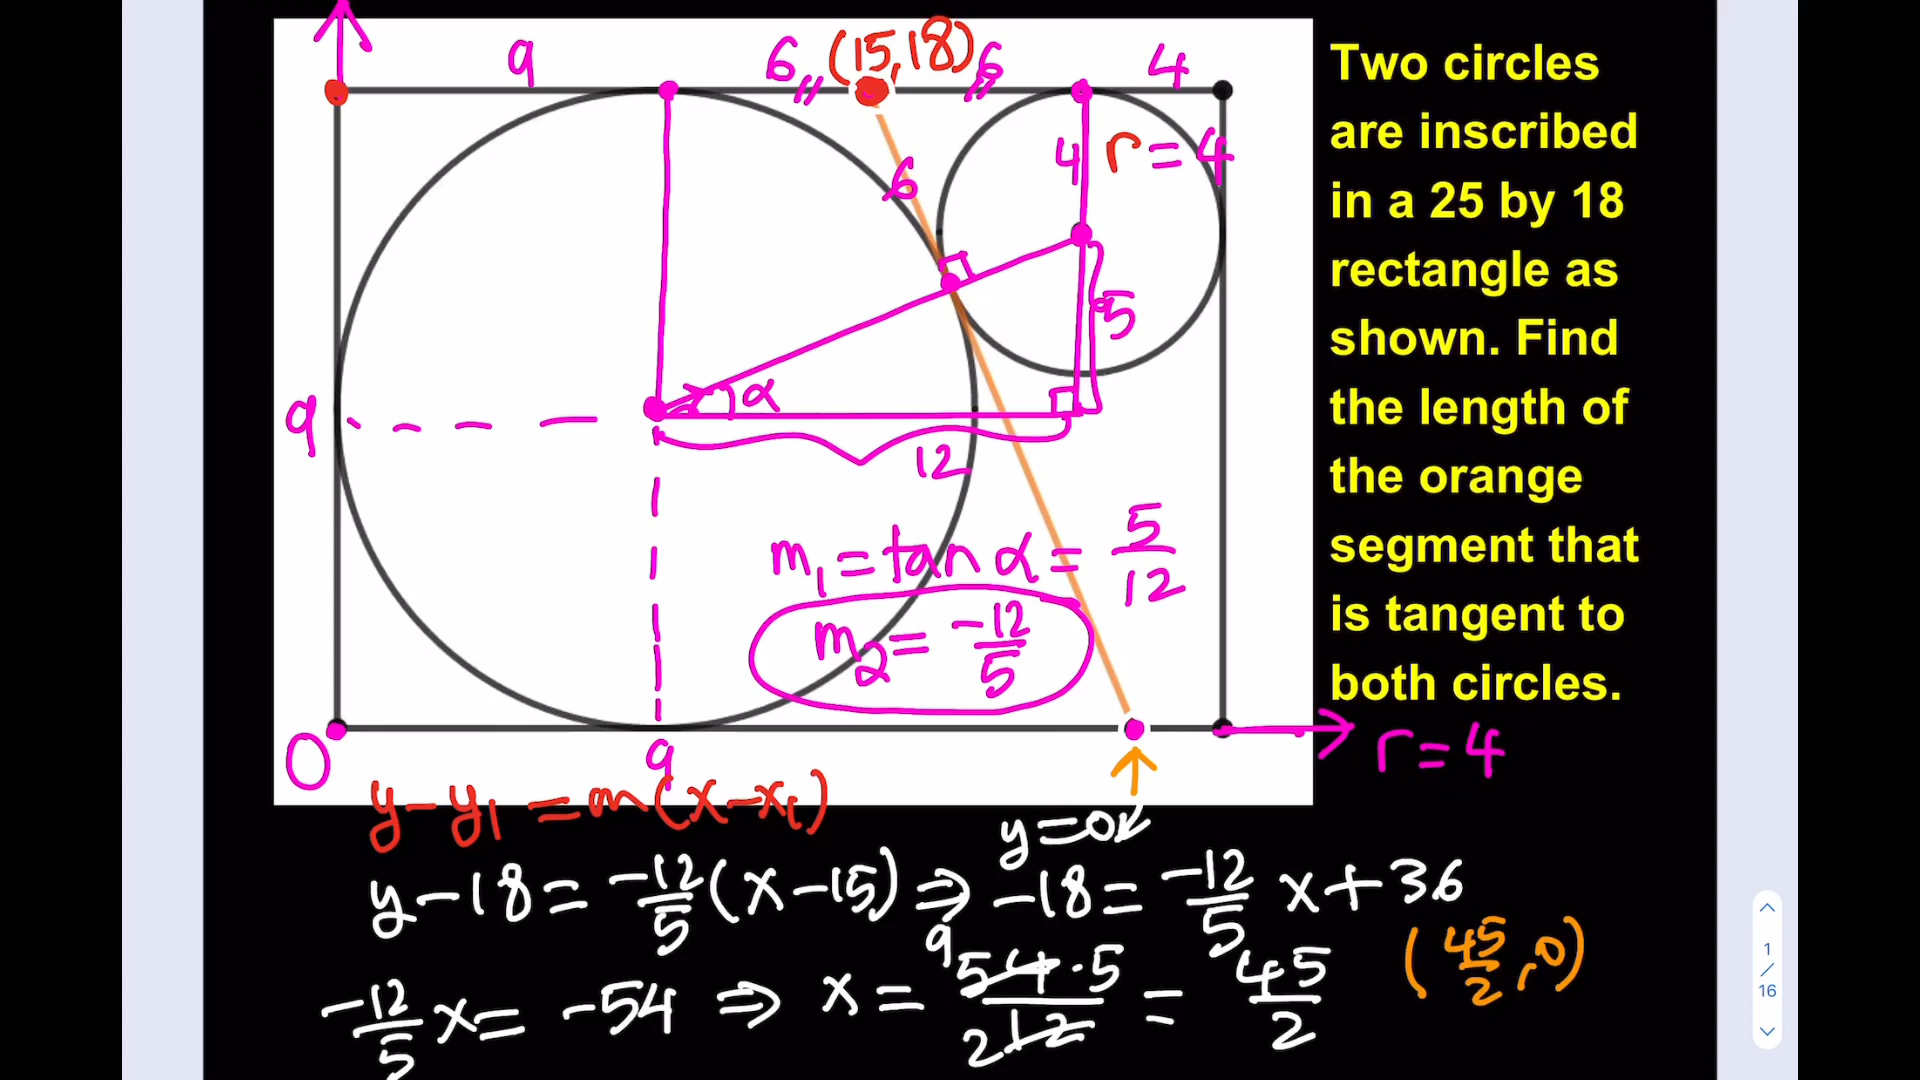 Two circles
are inscribed
in a 25 by 18
rectangle as
shown. Find
the length of
the orange
segment that
is tangent to
both circles.
9
6
(15,18)
6
4
4
r=4
6
5
α
9
12
m₁=tan α=5/12
m₂=-12/5
O
9
r=4
y-y₁=m(x-x₁)
y=0
y-18=-12/5(x-15)⇒-18=-12/5 x+36
-12/5 x=-54⇒x=54·5/12=45/2
9
2
(45/2,0)
1
/
16